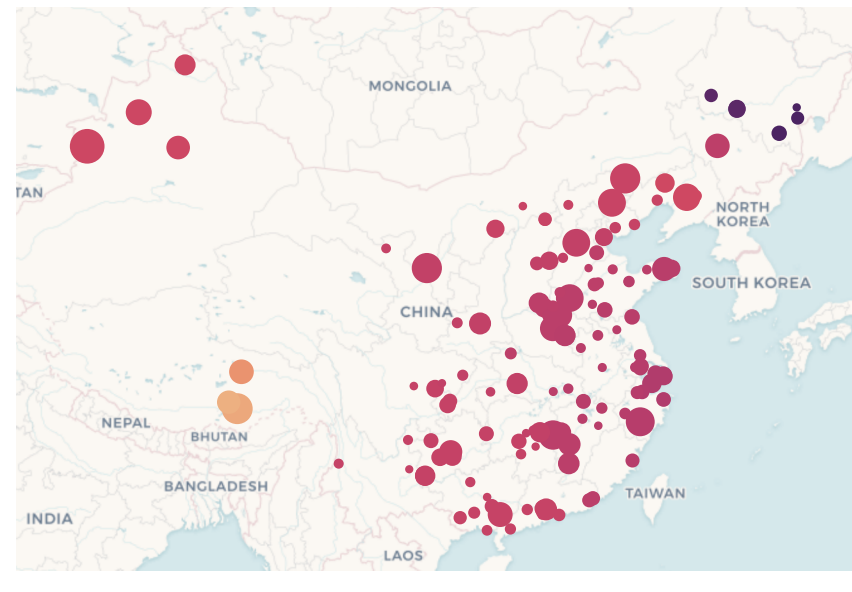 MONGOLIA
TAN
NORTH
KOREA
SOUTH KOREA
CHINA
NEPAL
BHUTAN
BANGLADESH
TAIWAN
INDIA
LAOS